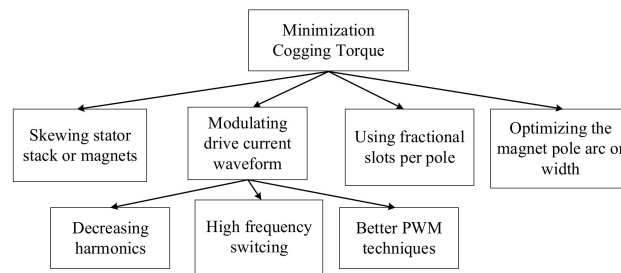 Minimization
Cogging Torque
Skewing stator
stack or magnets
Modulating
drive current
waveform
Using fractional
slots per pole
Optimizing the
magnet pole arc or
width
Decreasing
harmonics
High frequency
switcing
Better PWM
techniques